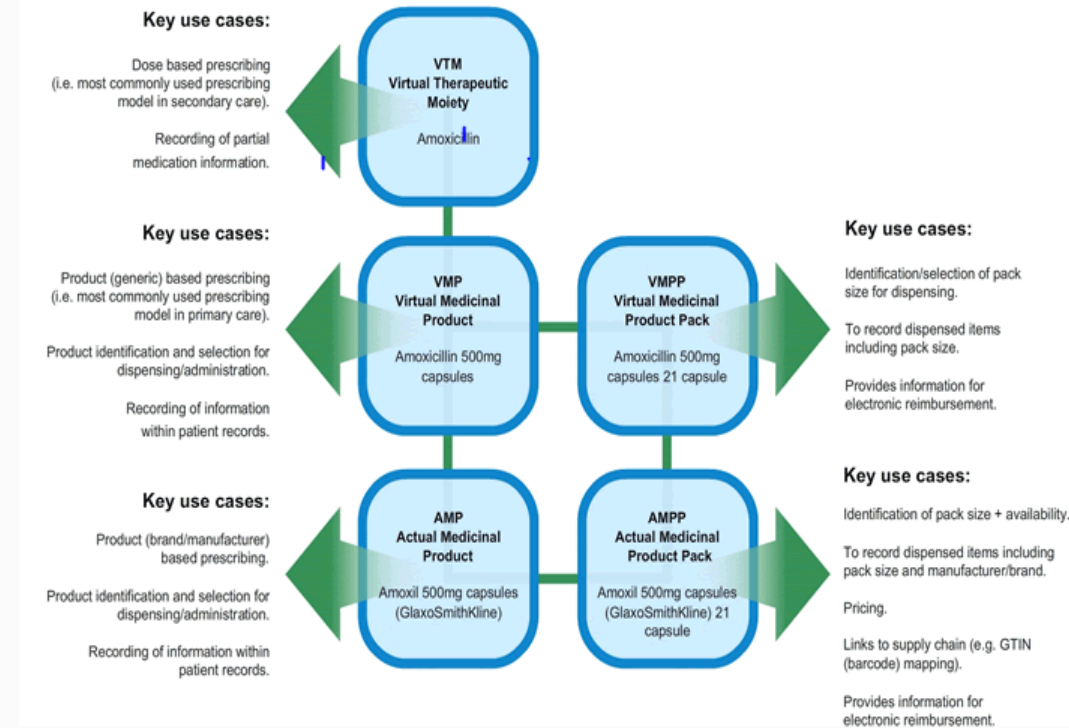 Key use cases:
Dose based prescribing
(i.e. most commonly used prescribing
model in secondary care).
Recording of partial
medication information.
VTM
Virtual Therapeutic
Moiety
Amoxicillin
Key use cases:
Product (generic) based prescribing
(i.e. most commonly used prescribing
model in primary care).
Product identification and selection for
dispensing/administration.
Recording of information
within patient records.
VMP
Virtual Medicinal
Product
Amoxicillin 500mg
capsules
VMPP
Virtual Medicinal
Product Pack
Amoxicillin 500mg
capsules 21 capsule
Key use cases:
Identification/selection of pack
size for dispensing.
To record dispensed items
including pack size.
Provides information for
electronic reimbursement.
Key use cases:
Product (brand/manufacturer)
based prescribing.
Product identification and selection for
dispensing/administration.
Recording of information within
patient records.
AMP
Actual Medicinal
Product
Amoxil 500mg capsules
(GlaxoSmithKline)
AMPP
Actual Medicinal
Product Pack
Amoxil 500mg capsules
(GlaxoSmithKline) 21
capsule
Key use cases:
Identification of pack size + availability.
To record dispensed items including
pack size and manufacturer/brand.
Pricing.
Links to supply chain (e.g. GTIN
(barcode) mapping).
Provides information for
electronic reimbursement.